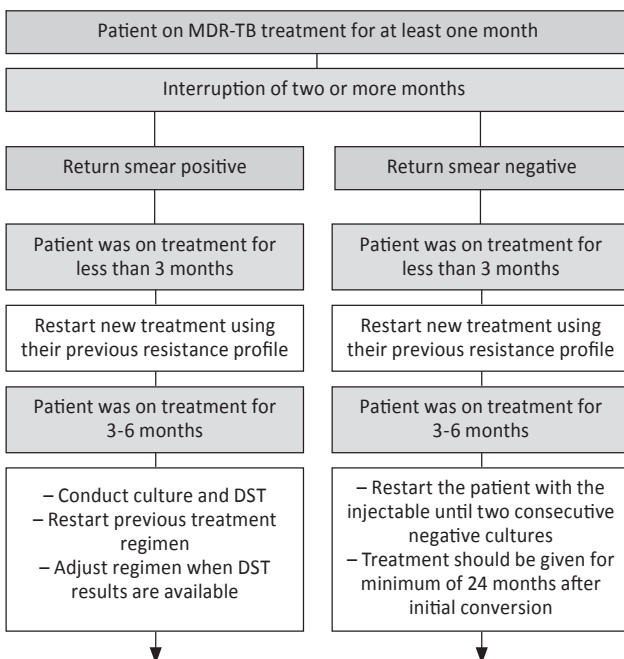 Patient on MDR-TB treatment for at least one month
Interruption of two or more months
Return smear positive
Return smear negative
Patient was on treatment for
less than 3 months
Patient was on treatment for
less than 3 months
Restart new treatment using
their previous resistance profile
Restart new treatment using
their previous resistance profile
Patient was on treatment for
3-6 months
Patient was on treatment for
3-6 months
– Conduct culture and DST
– Restart previous treatment
regimen
– Adjust regimen when DST
results are available
– Restart the patient with the
injectable until two consecutive
negative cultures
– Treatment should be given for
minimum of 24 months after
initial conversion